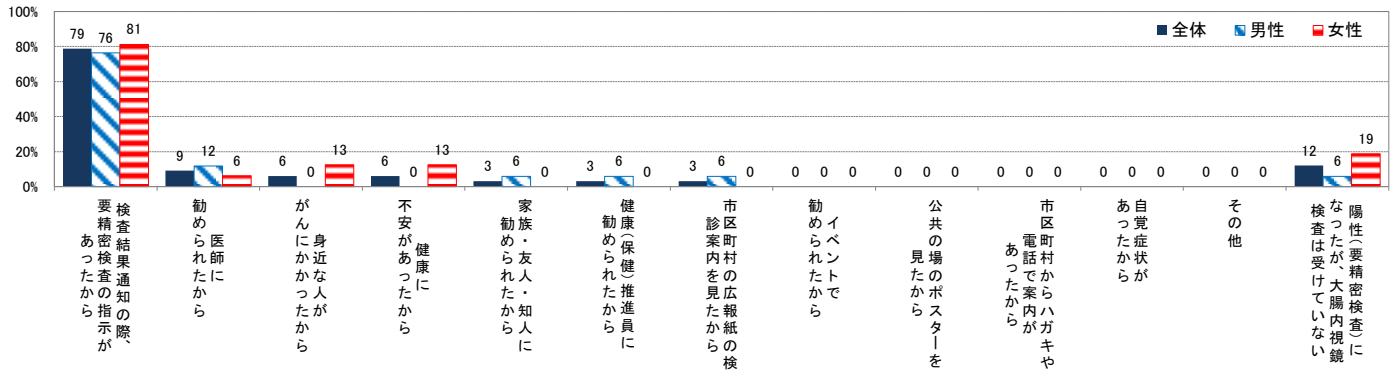 100%
80%
60%
40%
20%
0%
全体
男性
女性
79 76 81
9 12 6
6 0 13
6 0 13
3 6 0
3 6 0
3 6 0
0 0 0
0 0 0
0 0 0
0 0 0
0 0 0
12 6 19
検査結果通知の際、
要精密検査の指示が
あったから
医師に
勧められたから
身近な人が
がんにかかったから
健康に
不安があったから
家族・友人・知人に
勧められたから
健康(保健)推進員に
勧められたから
市区町村の広報紙の検
診案内を見たから
イベントで
勧められたから
公共の場のポスターを
見たから
市区町村からハガキや
電話で案内が
あったから
自覚症状が
あったから
その他
陽性(要精密検査)に
なったが、大腸内視鏡
検査は受けていない